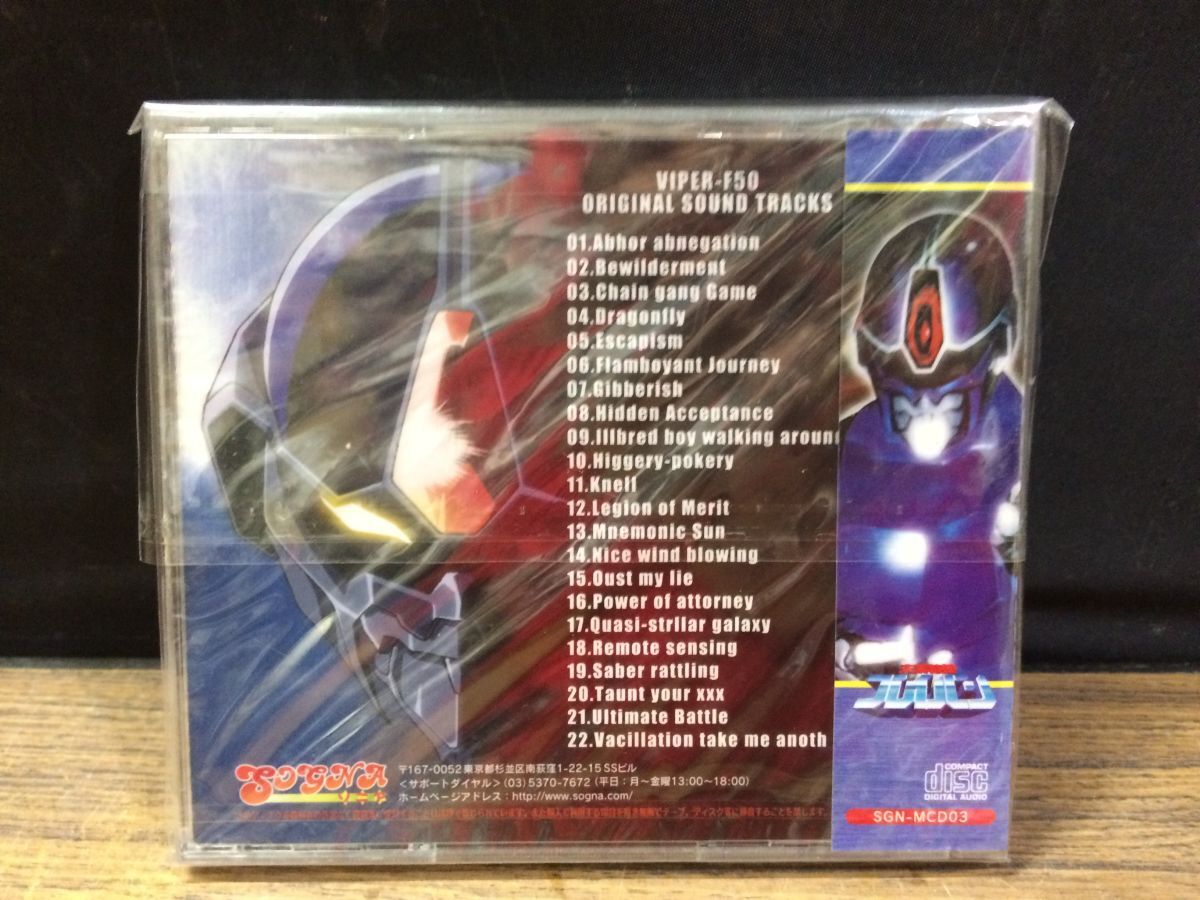 VIPER-F50
ORIGINAL SOUND TRACKS
01.Abhor abnegation
02.Bewilderment
03.Chain gang Game
04.Dragonfly
05.Escapism
06.Flamboyant Journey
07.Gibberish
08.Hidden Acceptance
09.Illbred boy walking aroun
10.Higgery-pokery
11.Knell
12.Legion of Merit
13.Mnemonic Sun
14.Nice wind blowing
15.Oust my lie
16.Power of attorney
17.Quasi-strllar galaxy
18.Remote sensing
19.Saber rattling
20.Taunt your xxx
21.Ultimate Battle
22.Vacillation take me anoth
SOGNA
ソニア
〒167-0052 東京都杉並区南荻窪1-22-15 SSビル
<サポートダイヤル> (03) 5370-7672 (平日:月〜金曜13:00〜18:00)
ホームページアドレス:http://www.sogna.com/
COMPACT
disc
DIGITAL AUDIO
SGN-MCD03